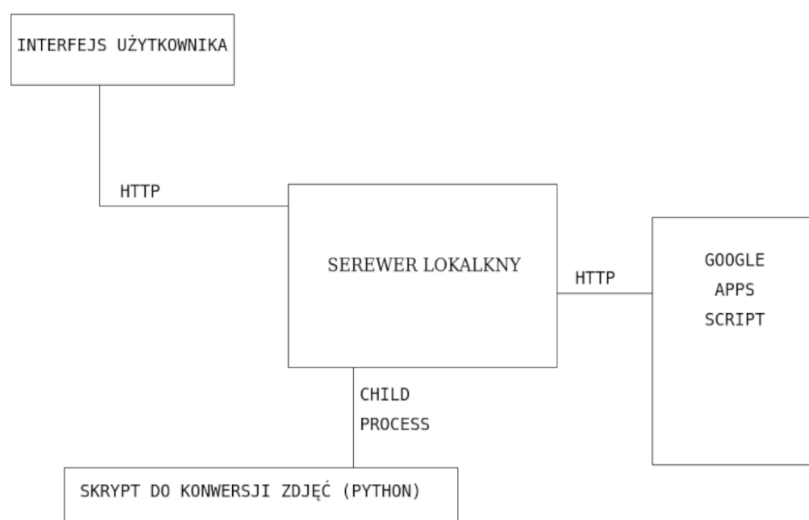 INTERFEJS UŻYTKOWNIKA
HTTP
SEREWER LOKALKNY
HTTP
GOOGLE
APPS
SCRIPT
CHILD
PROCESS
SKRYPT DO KONWERSJI ZDJĘĆ (PYTHON)